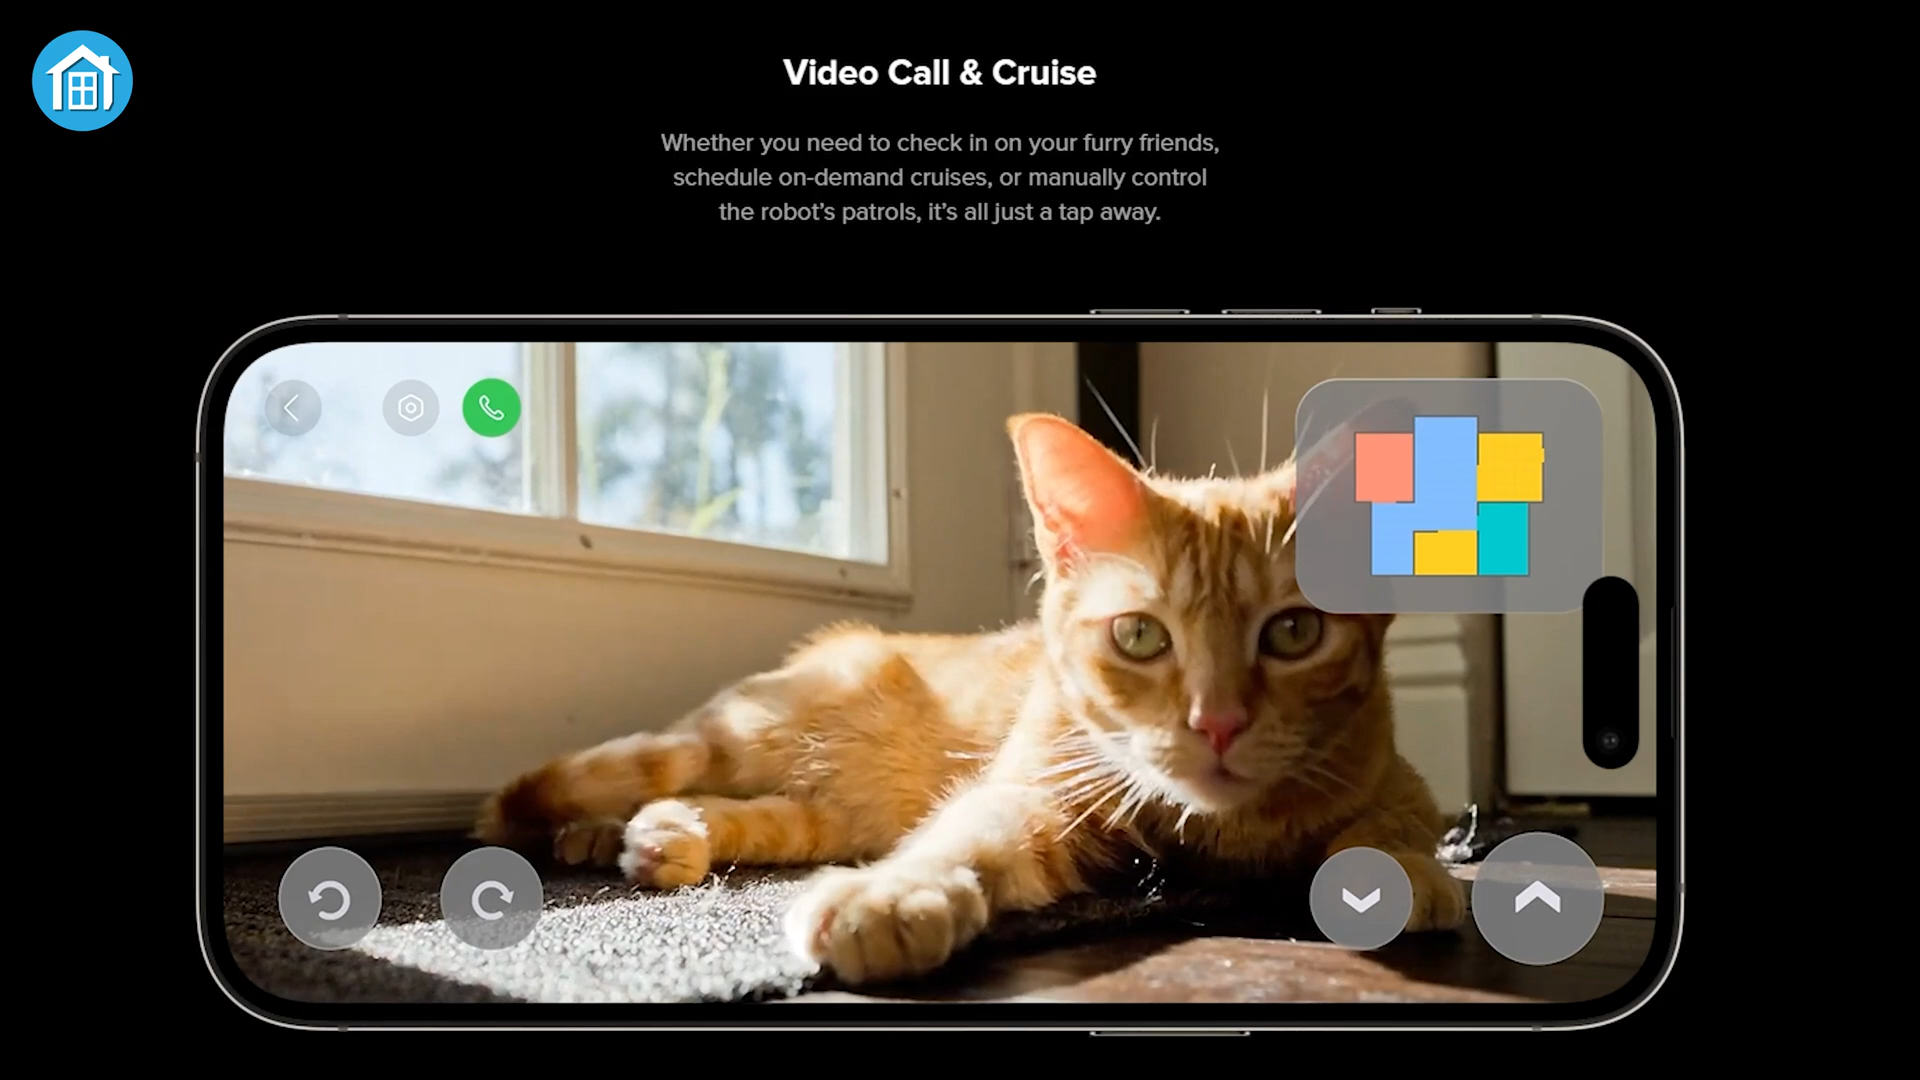 Video Call & Cruise
Whether you need to check in on your furry friends,
schedule on-demand cruises, or manually control
the robot’s patrols, it’s all just a tap away.